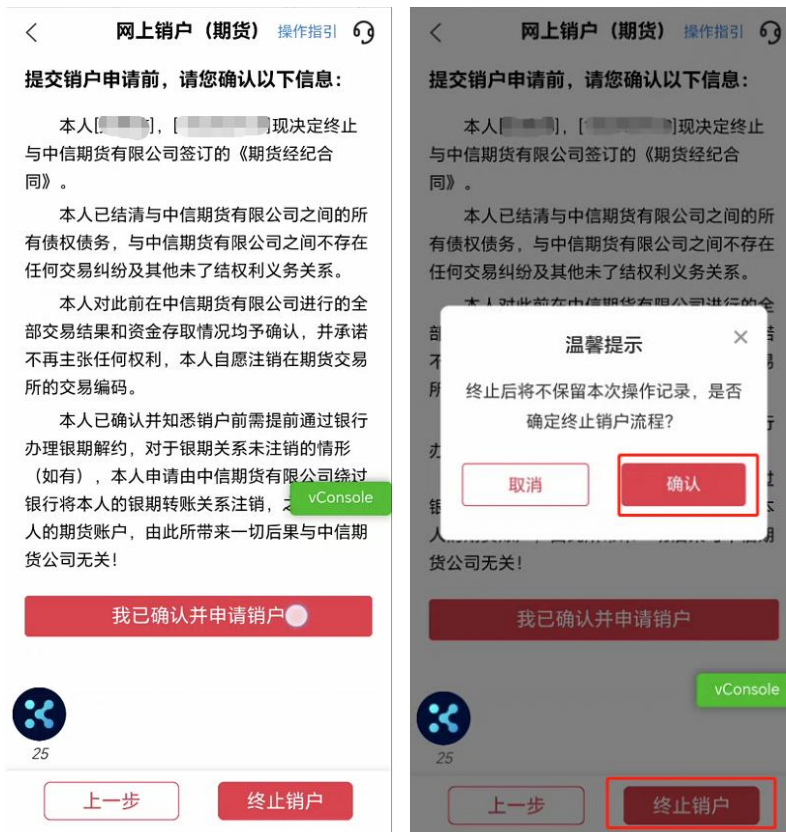 网上销户（期货） 操作指引
提交销户申请前，请您确认以下信息：
本人[ ]，[ ]现决定终止
与中信期货有限公司签订的《期货经纪合
同》。
本人已结清与中信期货有限公司之间的所
有债权债务，与中信期货有限公司之间不存在
任何交易纠纷及其他未了结权利义务关系。
本人对此前在中信期货有限公司进行的全
部交易结果和资金存取情况均予确认，并承诺
不再主张任何权利，本人自愿注销在期货交易
所的交易编码。
本人已确认并知悉销户前需提前通过银行
办理银期解约，对于银期关系未注销的情形
（如有），本人申请由中信期货有限公司绕过
银行将本人的银期转账关系注销，
vConsole
人的期货账户，由此所带来一切后果与中信期
货公司无关！
我已确认并申请销户
25
上一步
终止销户
网上销户（期货） 操作指引
提交销户申请前，请您确认以下信息：
本人[ ]，[ ]现决定终止
与中信期货有限公司签订的《期货经纪合
同》。
本人已结清与中信期货有限公司之间的所
有债权债务，与中信期货有限公司之间不存在
任何交易纠纷及其他未了结权利义务关系。
本人对此前在中信期货有限公司进行的全
温馨提示
终止后将不保留本次操作记录，是否
确定终止销户流程？
取消
确认
货公司无关！
我已确认并申请销户
vConsole
25
上一步
终止销户